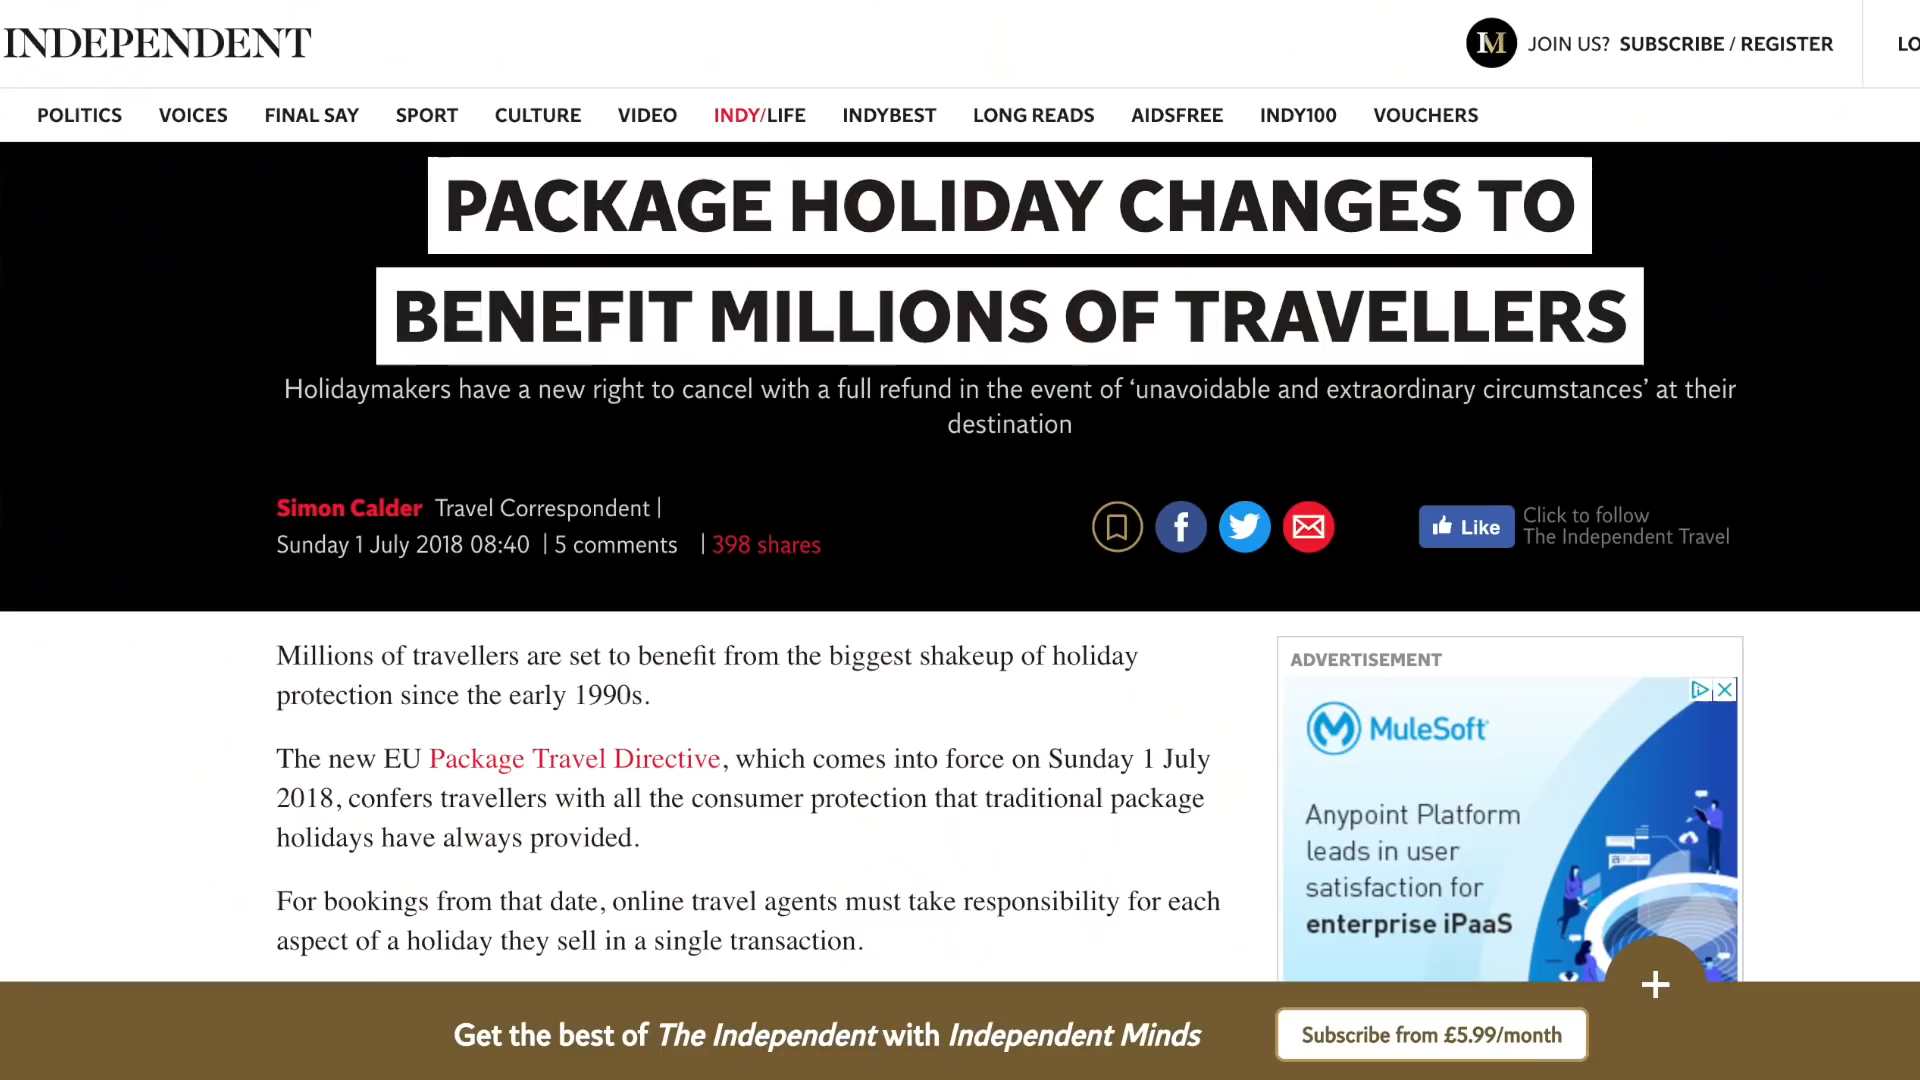 INDEPENDENT
M JOIN US? SUBSCRIBE / REGISTER
LO
POLITICS VOICES FINAL SAY SPORT CULTURE VIDEO INDY/LIFE INDYBEST LONG READS AIDSFREE INDY100 VOUCHERS
PACKAGE HOLIDAY CHANGES TO
BENEFIT MILLIONS OF TRAVELLERS
Holidaymakers have a new right to cancel with a full refund in the event of ‘unavoidable and extraordinary circumstances’ at their
destination
Simon Calder Travel Correspondent |
Sunday 1 July 2018 08:40 | 5 comments | 398 shares
f
Like
Click to follow
The Independent Travel
Millions of travellers are set to benefit from the biggest shakeup of holiday
protection since the early 1990s.
The new EU Package Travel Directive, which comes into force on Sunday 1 July
2018, confers travellers with all the consumer protection that traditional package
holidays have always provided.
For bookings from that date, online travel agents must take responsibility for each
aspect of a holiday they sell in a single transaction.
ADVERTISEMENT
MuleSoft
Anypoint Platform
leads in user
satisfaction for
enterprise iPaaS
+
Get the best of The Independent with Independent Minds
Subscribe from £5.99/month